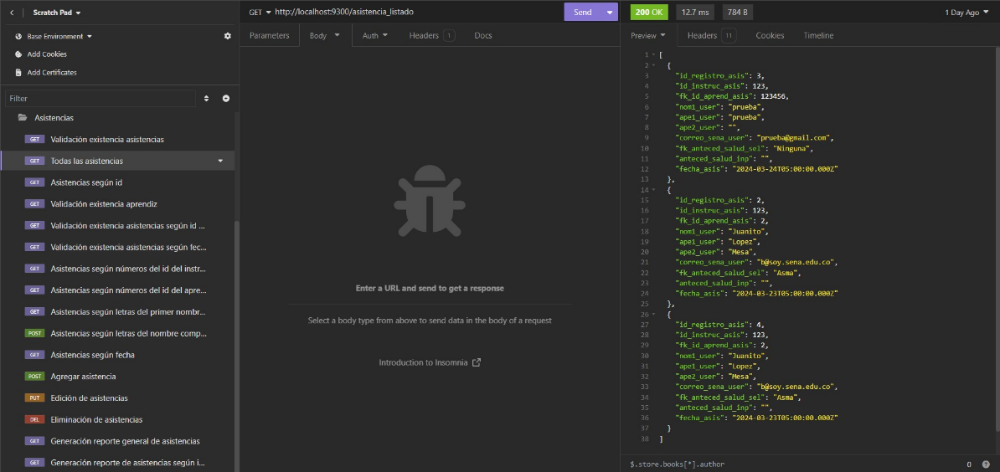 Scratch Pad
Base Environment
Add Cookies
Add Certificates
Filter
Asistencias
GET Validación existencia asistencias
GET Todas las asistencias
GET Asistencias según id
GET Validación existencia aprendiz
GET Validación existencia asistencias según id ...
GET Validación existencia asistencias según fec...
GET Asistencias según números del id del instr...
GET Asistencias según números del id del apre...
GET Asistencias según letras del primer nombr...
POST Asistencias según letras del nombre comp...
GET Asistencias según fecha
POST Agregar asistencia
PUT Edición de asistencias
DEL Eliminación de asistencias
GET Generación reporte general de asistencias
GET Generación reporte de asistencias según i...
GET http://localhost:9300/asistencia_listado Send
Parameters Body Auth Headers 1 Docs
Enter a URL and send to get a response
Select a body type from above to send data in the body of a request
Introduction to Insomnia
200 OK 12.7 ms 784 B 1 Day Ago
Preview Headers 11 Cookies Timeline
1 [
2 {
3 "id_registro_asis": 3,
4 "id_instruc_asis": 123,
5 "fk_id_aprend_asis": 123456,
6 "nom1_user": "prueba",
7 "ape1_user": "prueba",
8 "ape2_user": "",
9 "correo_sena_user": "prueba@gmail.com",
10 "fk_anteced_salud_sel": "Ninguna",
11 "anteced_salud_inp": "",
12 "fecha_asis": "2024-03-24T05:00:00.000Z"
13 },
14 {
15 "id_registro_asis": 2,
16 "id_instruc_asis": 123,
17 "fk_id_aprend_asis": 2,
18 "nom1_user": "Juanito",
19 "ape1_user": "Lopez",
20 "ape2_user": "Mesa",
21 "correo_sena_user": "b@soy.sena.edu.co",
22 "fk_anteced_salud_sel": "Asma",
23 "anteced_salud_inp": "",
24 "fecha_asis": "2024-03-23T05:00:00.000Z"
25 },
26 {
27 "id_registro_asis": 4,
28 "id_instruc_asis": 123,
29 "fk_id_aprend_asis": 2,
30 "nom1_user": "Juanito",
31 "ape1_user": "Lopez",
32 "ape2_user": "Mesa",
33 "correo_sena_user": "b@soy.sena.edu.co",
34 "fk_anteced_salud_sel": "Asma",
35 "anteced_salud_inp": "",
36 "fecha_asis": "2024-03-23T05:00:00.000Z"
37 }
38 ]
$.store.books[*].author 0